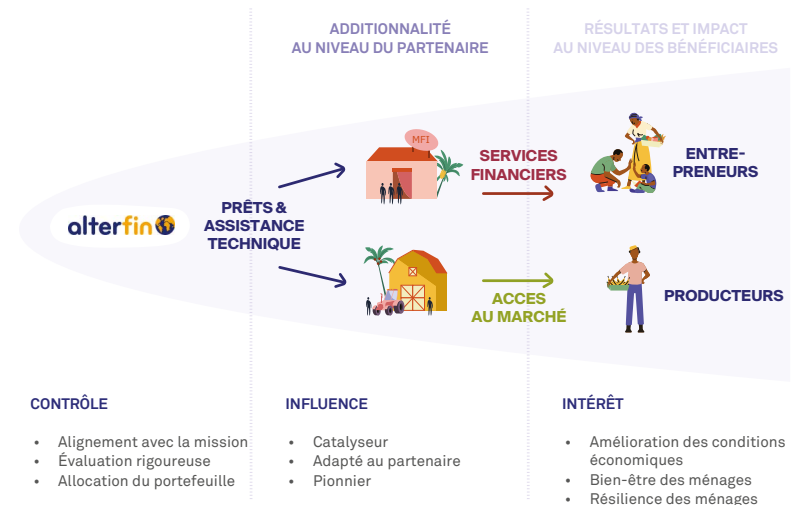 ADDITIONNALITÉ
AU NIVEAU DU PARTENAIRE
RÉSULTATS ET IMPACT
AU NIVEAU DES BÉNÉFICIAIRES
alterfin
PRÊTS &
ASSISTANCE
TECHNIQUE
MFI
SERVICES
FINANCIERS
ENTRE-
PRENEURS
ACCES
AU MARCHÉ
PRODUCTEURS
CONTRÔLE
• Alignement avec la mission
• Évaluation rigoureuse
• Allocation du portefeuille
INFLUENCE
• Catalyseur
• Adapté au partenaire
• Pionnier
INTÉRÊT
• Amélioration des conditions
économiques
• Bien-être des ménages
• Résilience des ménages